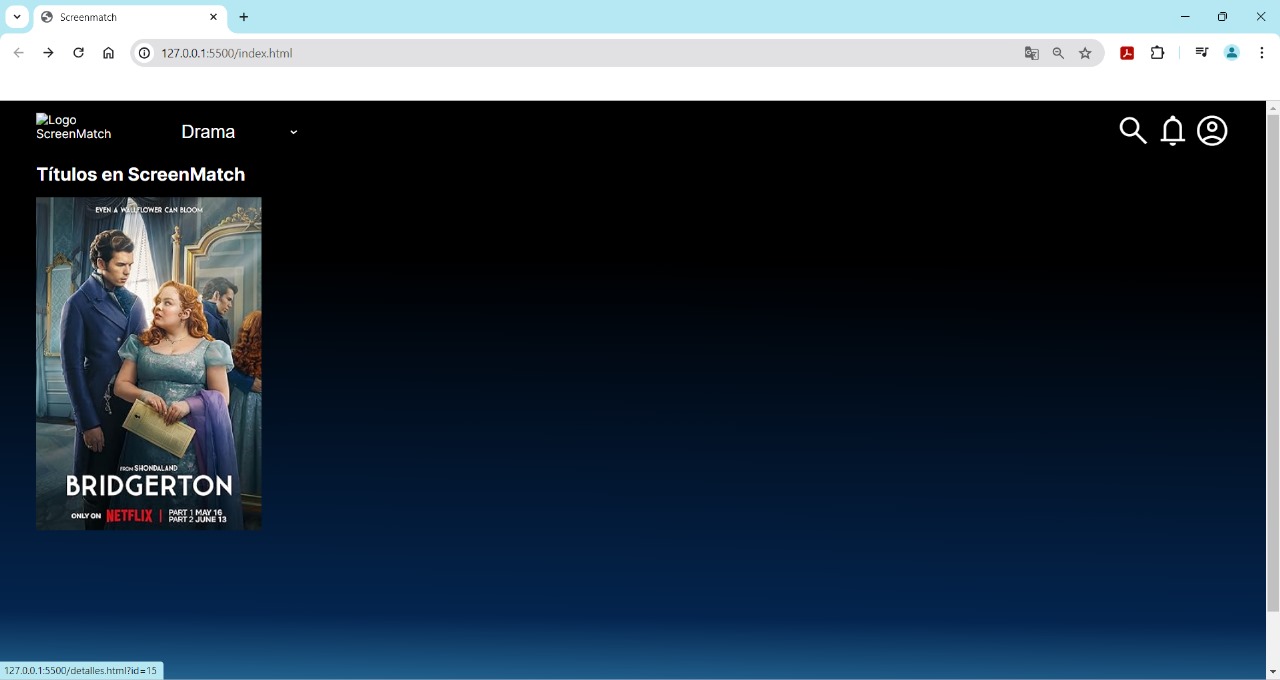 Screenmatch
127.0.0.1:5500/index.html
Logo
ScreenMatch
Drama
Títulos en ScreenMatch
EVEN A WALLFLOWER CAN BLOOM
FROM SHONDALAND
BRIDGERTON
ONLY ON NETFLIX | PART 1 MAY 16
PART 2 JUNE 13
127.0.0.1:5500/detalles.html?id=15